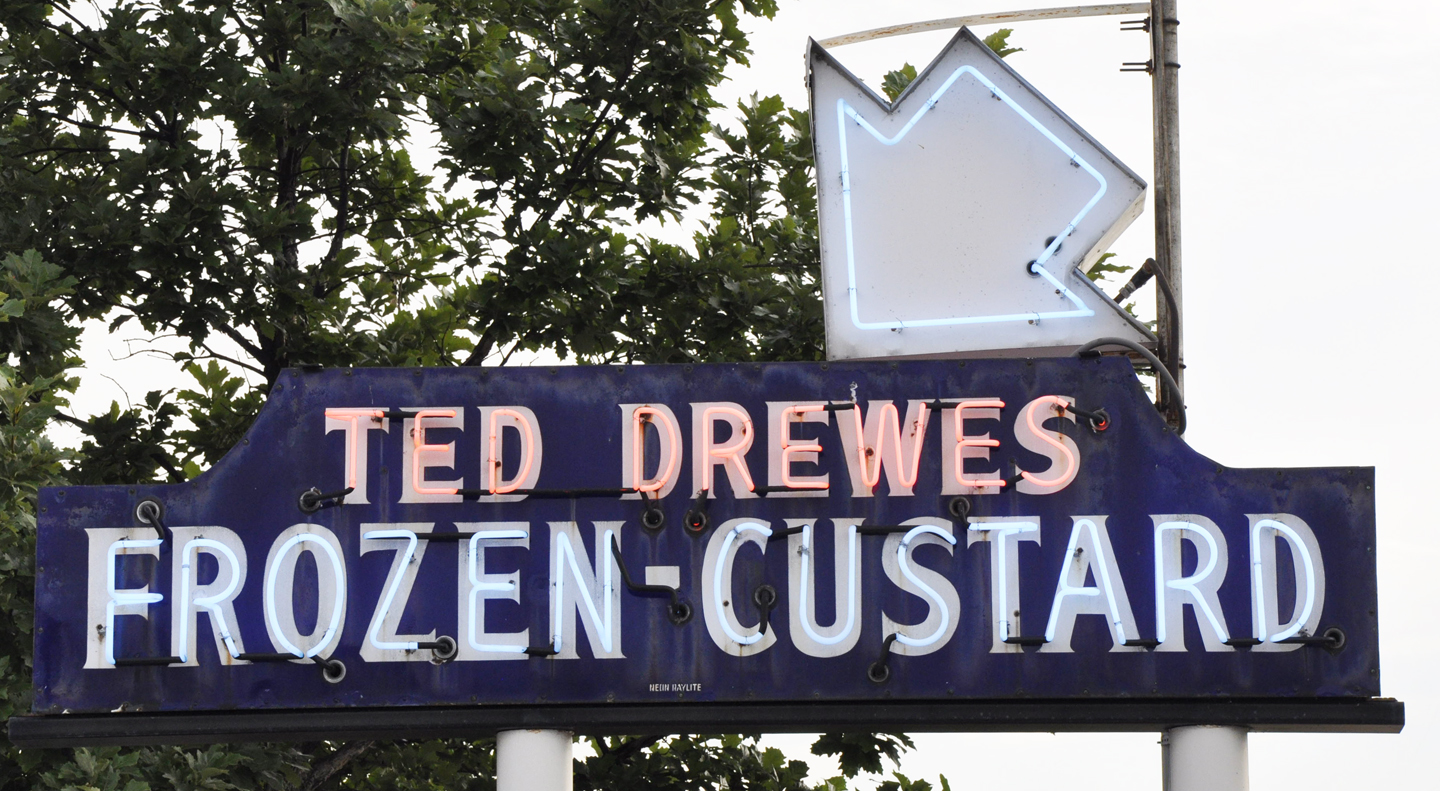 TED DREWES
FROZEN-CUSTARD
NEON RAYLITE